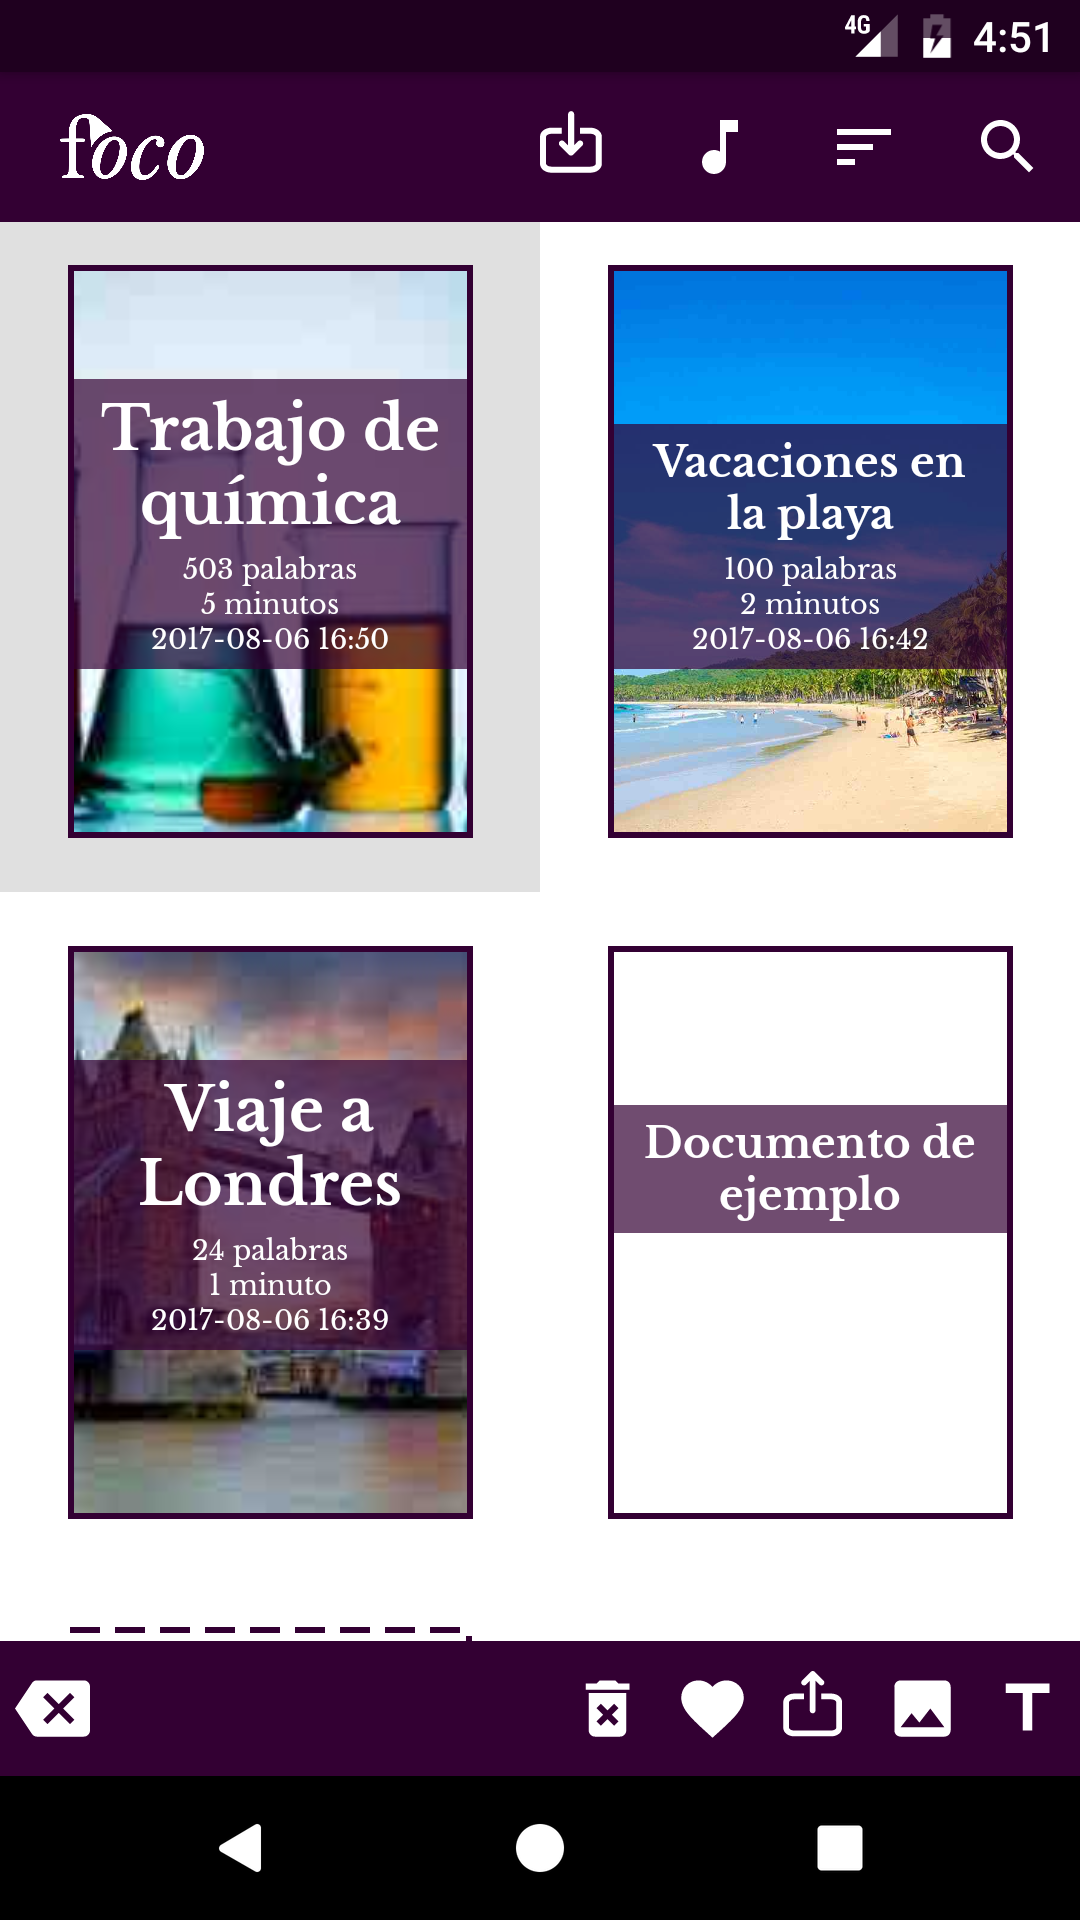 4G 4:51
foco
Trabajo de
química
503 palabras
5 minutos
2017-08-06 16:50
Vacaciones en
la playa
100 palabras
2 minutos
2017-08-06 16:42
Viaje a
Londres
24 palabras
1 minuto
2017-08-06 16:39
Documento de
ejemplo
T